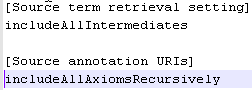 [Source term retrieval setting]
includeAllIntermediates
[Source annotation URIs]
includeAllAxiomsRecursively